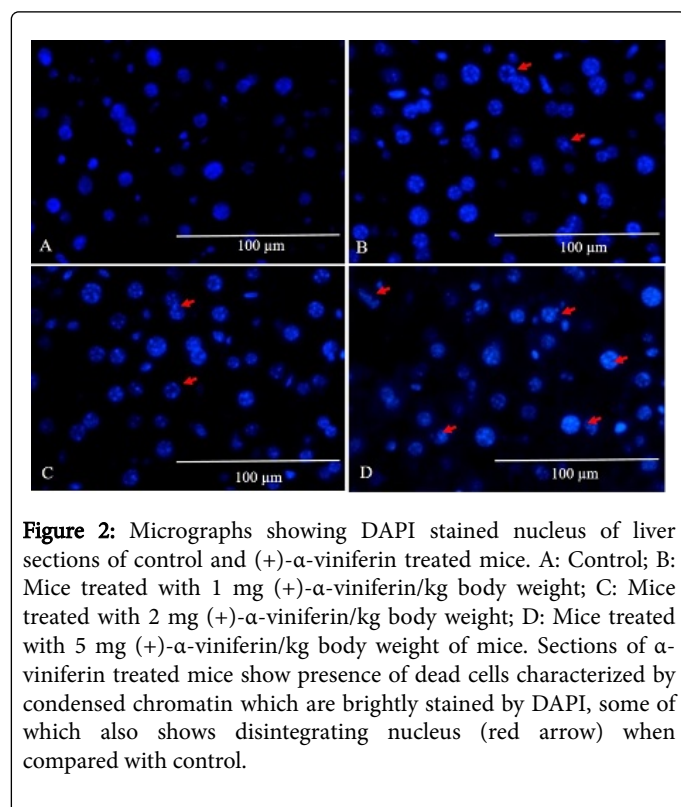 100 µm
A
100 µm
B
100 µm
C
100 µm
D
Figure 2: Micrographs showing DAPI stained nucleus of liver
sections of control and (+)-α-viniferin treated mice. A: Control; B:
Mice treated with 1 mg (+)-α-viniferin/kg body weight; C: Mice
treated with 2 mg (+)-α-viniferin/kg body weight; D: Mice treated
with 5 mg (+)-α-viniferin/kg body weight of mice. Sections of α-
viniferin treated mice show presence of dead cells characterized by
condensed chromatin which are brightly stained by DAPI, some of
which also shows disintegrating nucleus (red arrow) when
compared with control.